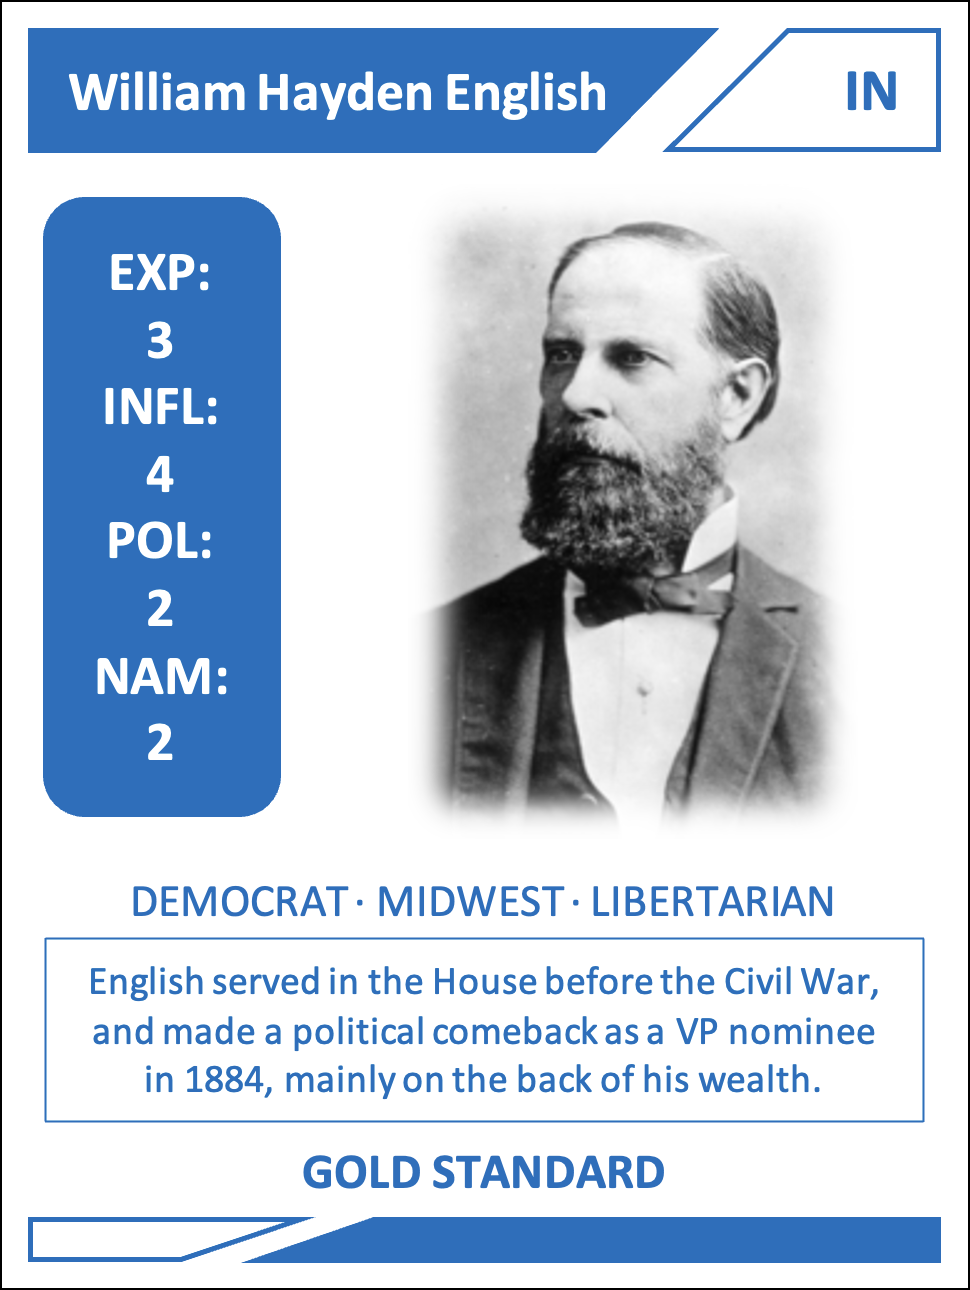 William Hayden English
IN
EXP:
3
INFL:
4
POL:
2
NAM:
2
DEMOCRAT · MIDWEST · LIBERTARIAN
English served in the House before the Civil War,
and made a political comeback as a VP nominee
in 1884, mainly on the back of his wealth.
GOLD STANDARD